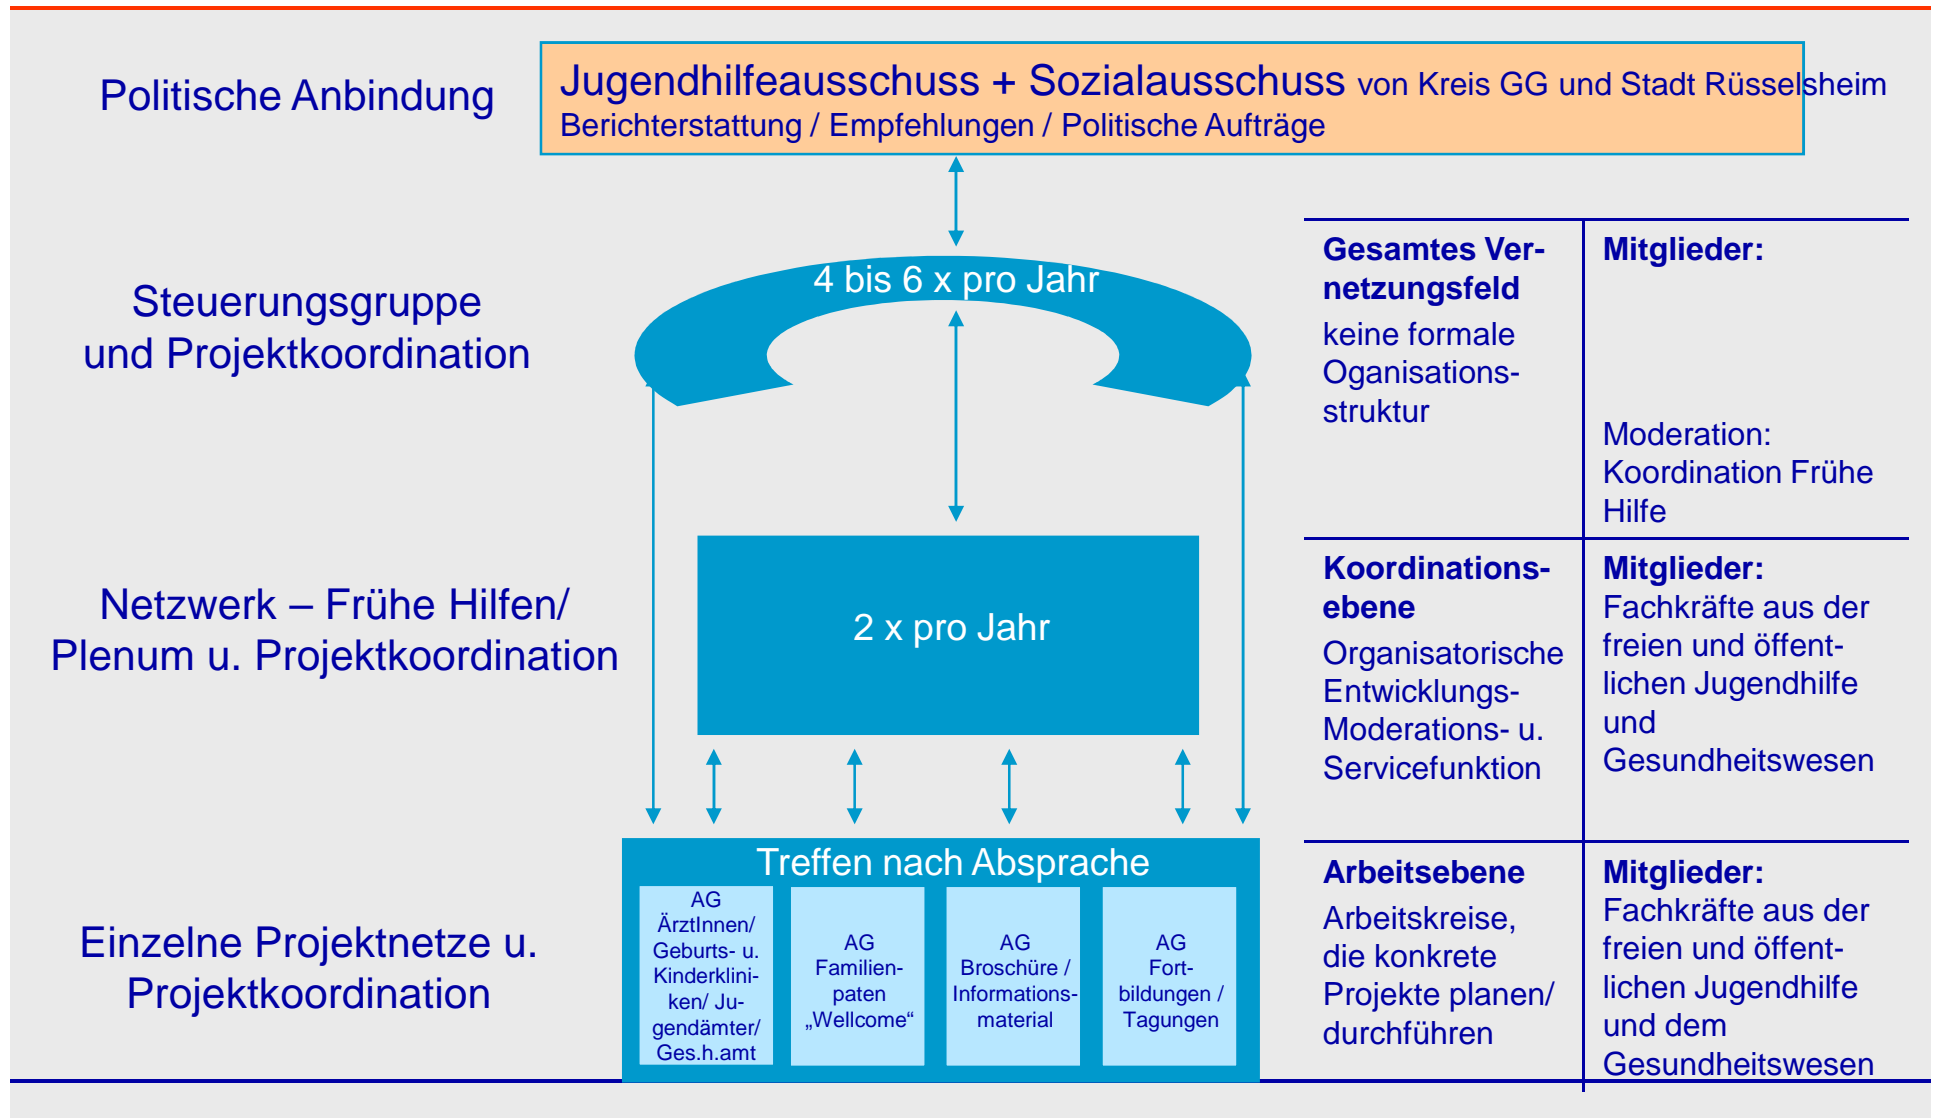 Politische Anbindung
Jugendhilfeausschuss + Sozialausschuss von Kreis GG und Stadt Rüsselsheim
Berichterstattung / Empfehlungen / Politische Aufträge
Steuerungsgruppe
und Projektkoordination
4 bis 6 x pro Jahr
Gesamtes Ver-
netzungsfeld
keine formale
Oganisations-
struktur
Mitglieder:
Moderation:
Koordination Frühe
Hilfe
Netzwerk – Frühe Hilfen/
Plenum u. Projektkoordination
2 x pro Jahr
Koordinations-
ebene
Organisatorische
Entwicklungs-
Moderations- u.
Servicefunktion
Mitglieder:
Fachkräfte aus der
freien und öffent-
lichen Jugendhilfe
und
Gesundheitswesen
Einzelne Projektnetze u.
Projektkoordination
Treffen nach Absprache
AG
ÄrztInnen/
Geburts- u.
Kinderklini-
ken/ Ju-
gendämter/
Ges.h.amt
AG
Familien-
paten
„Wellcome“
AG
Broschüre /
Informations-
material
AG
Fort-
bildungen /
Tagungen
Arbeitsebene
Arbeitskreise,
die konkrete
Projekte planen/
durchführen
Mitglieder:
Fachkräfte aus der
freien und öffent-
lichen Jugendhilfe
und dem
Gesundheitswesen